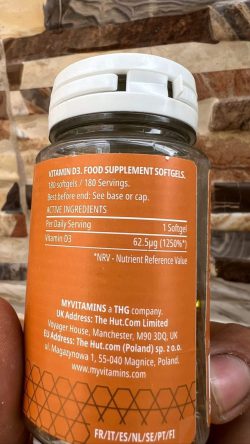 VITAMIN D3. FOOD SUPPLEMENT SOFTGELS.
180 softgels / 180 Servings.
Best before end: See base or cap.
ACTIVE INGREDIENTS
Per Daily Serving 1 Softgel
Vitamin D3 62.5µg (1250%*)
*NRV - Nutrient Reference Value
MYVITAMINS a THG company.
UK Address: The Hut.Com Limited
Voyager House, Manchester, M90 3DQ, UK
EU Address: The Hut.com (Poland) sp. z o.o.
ul. Magazynowa 1, 55-040 Magnice, Poland.
www.myvitamins.com
FR/IT/ES/NL/SE/PT/FI